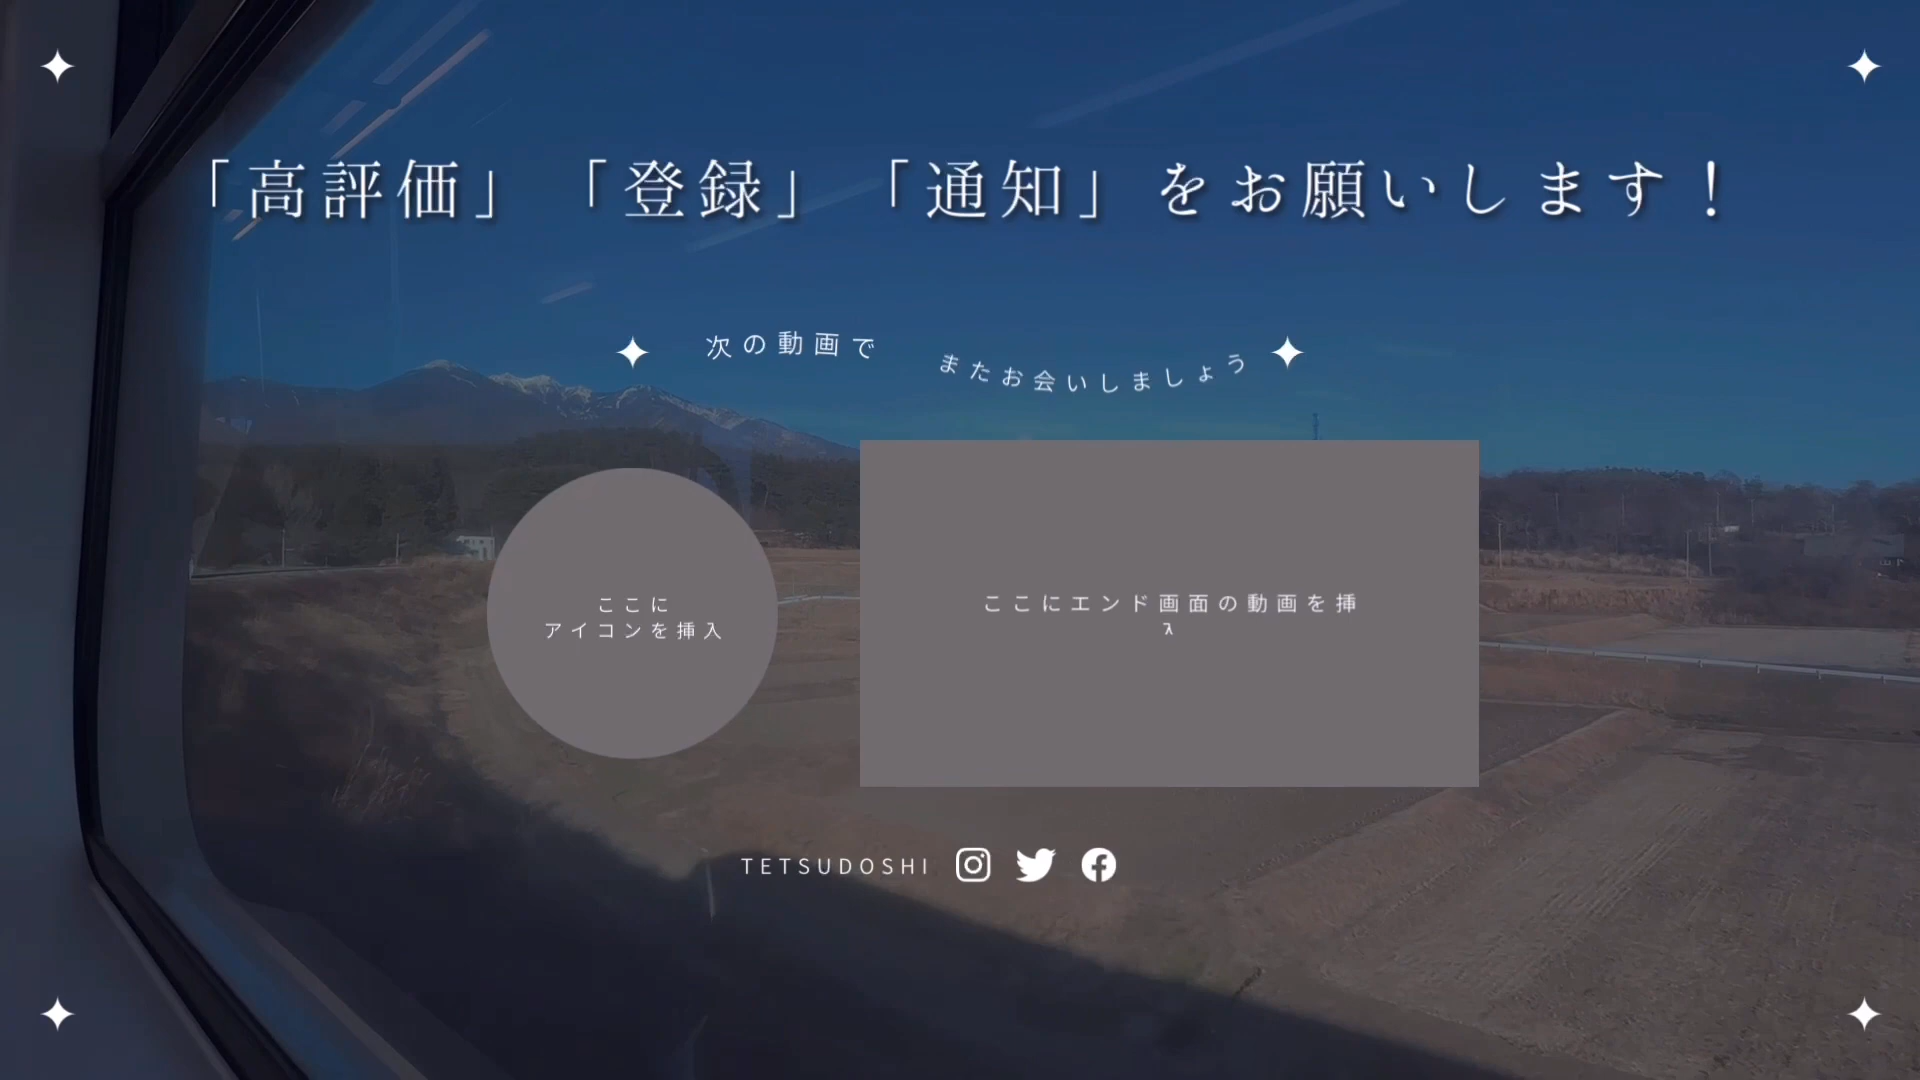 「高評価」「登録」「通知」をお願いします！
次の動画で
またお会いしましょう
ここに
アイコンを挿入
ここにエンド画面の動画を挿
入
TETSUDOSHI